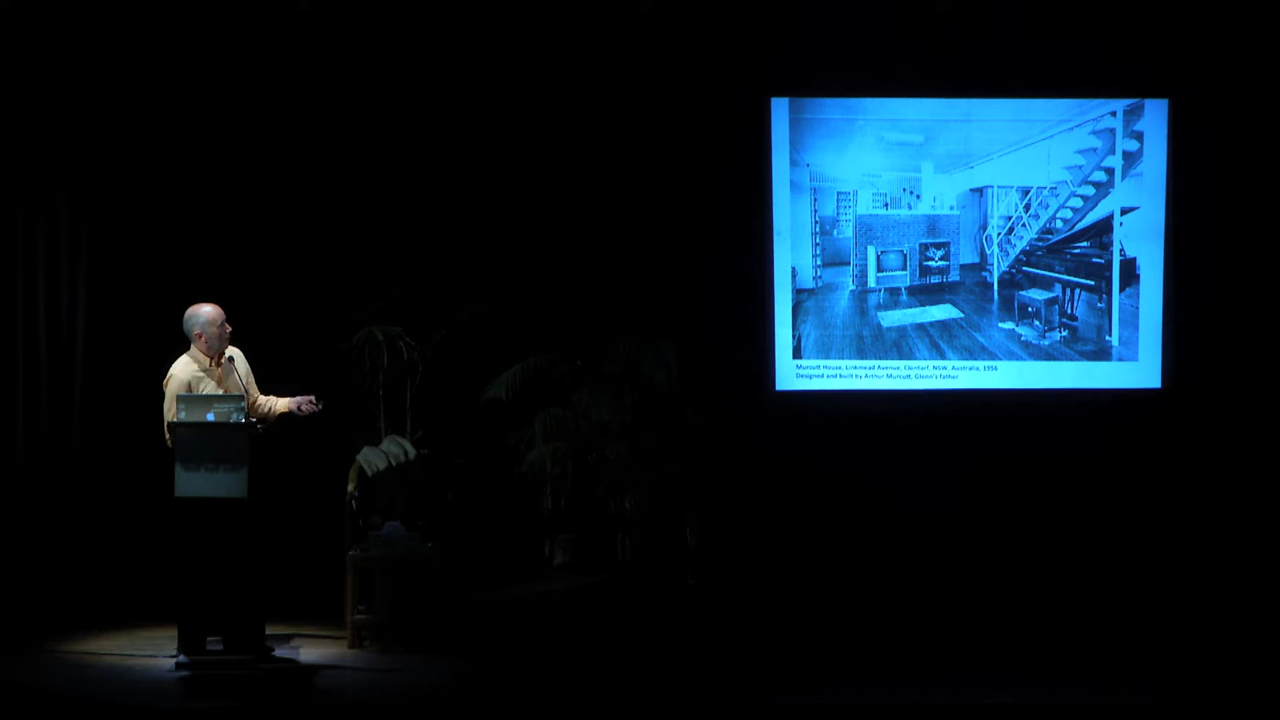 Murcutt House, Linkmead Avenue, Clontarf, NSW, Australia, 1956
Designed and built by Arthur Murcutt, Glenn's father